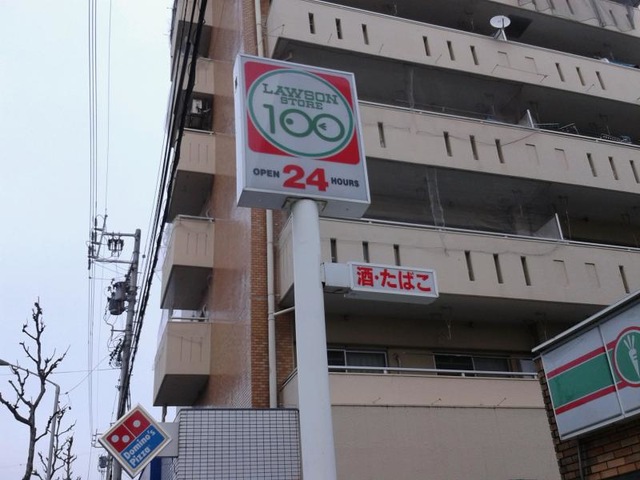 LAWSON
STORE
100
OPEN 24 HOURS
酒・たばこ
Domino's
Pizza